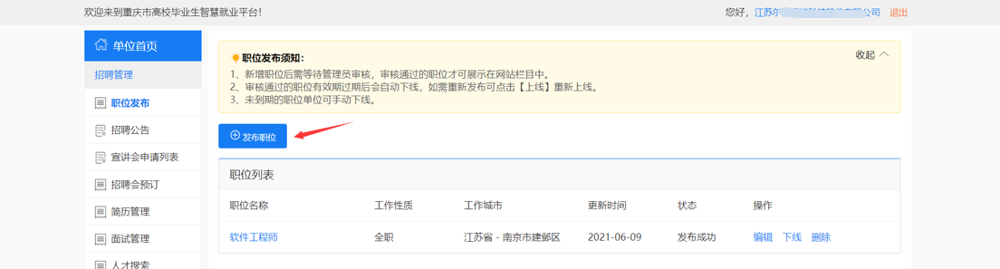 欢迎来到重庆市高校毕业生智慧就业平台！
您好，江苏 科技股份有限公司 退出
单位首页
招聘管理
职位发布
招聘公告
宣讲会申请列表
招聘会预订
简历管理
面试管理
人才搜索
职位发布须知：
收起
1、新增职位后需等待管理员审核，审核通过的职位才可展示在网站栏目中。
2、审核通过的职位有效期过期后会自动下线，如需重新发布可点击【上线】重新上线。
3、未到期的职位单位可手动下线。
发布职位
职位列表
职位名称 工作性质 工作城市 更新时间 状态 操作
软件工程师 全职 江苏省 - 南京市建邺区 2021-06-09 发布成功 编辑 下线 删除